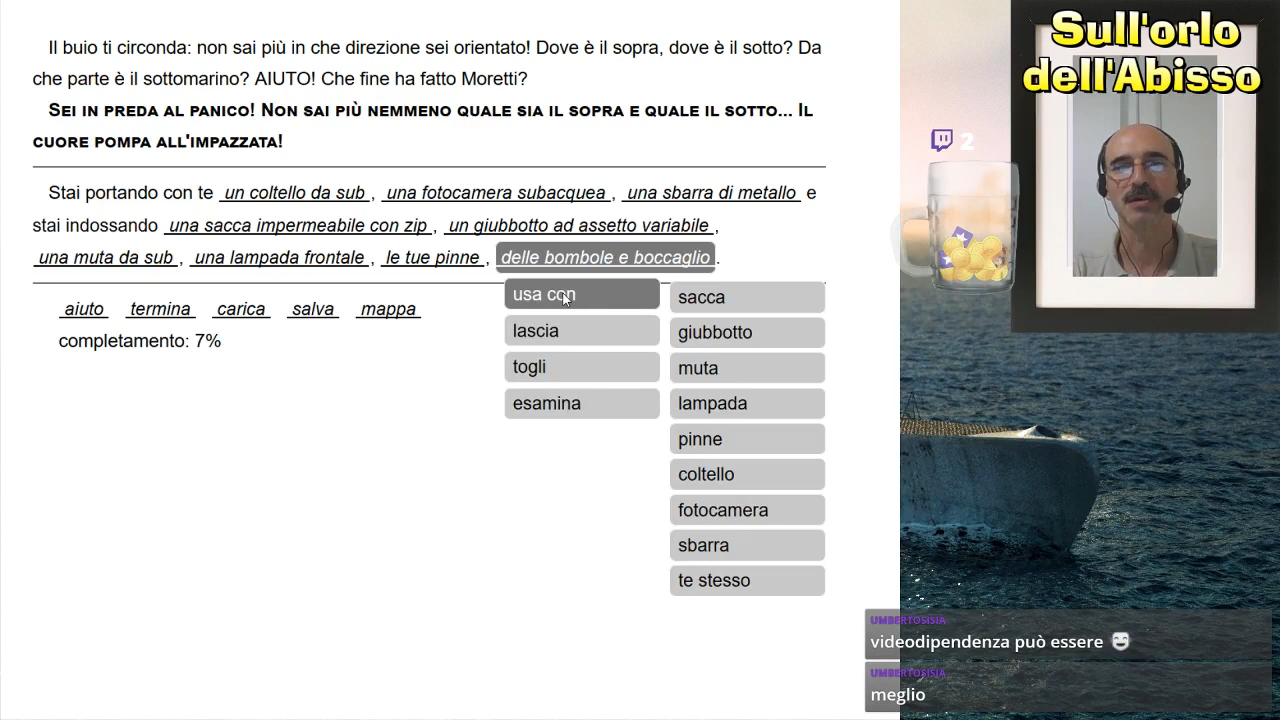 Il buio ti circonda: non sai più in che direzione sei orientato! Dove è il sopra, dove è il sotto? Da
che parte è il sottomarino? AIUTO! Che fine ha fatto Moretti?
SEI IN PREDA AL PANICO! NON SAI PIÙ NEMMENO QUALE SIA IL SOPRA E QUALE IL SOTTO... IL
CUORE POMPA ALL'IMPAZZATA!
Stai portando con te un coltello da sub, una fotocamera subacquea, una sbarra di metallo e
stai indossando una sacca impermeabile con zip, un giubbotto ad assetto variabile,
una muta da sub, una lampada frontale, le tue pinne, delle bombole e boccaglio.
usa con
lascia
togli
esamina
sacca
giubbotto
muta
lampada
pinne
coltello
fotocamera
sbarra
te stesso
aiuto termina carica salva mappa
completamento: 7%
Sull'orlo
dell'Abisso
2
UMBERTOSISIA
videodipendenza può essere
UMBERTOSISIA
meglio